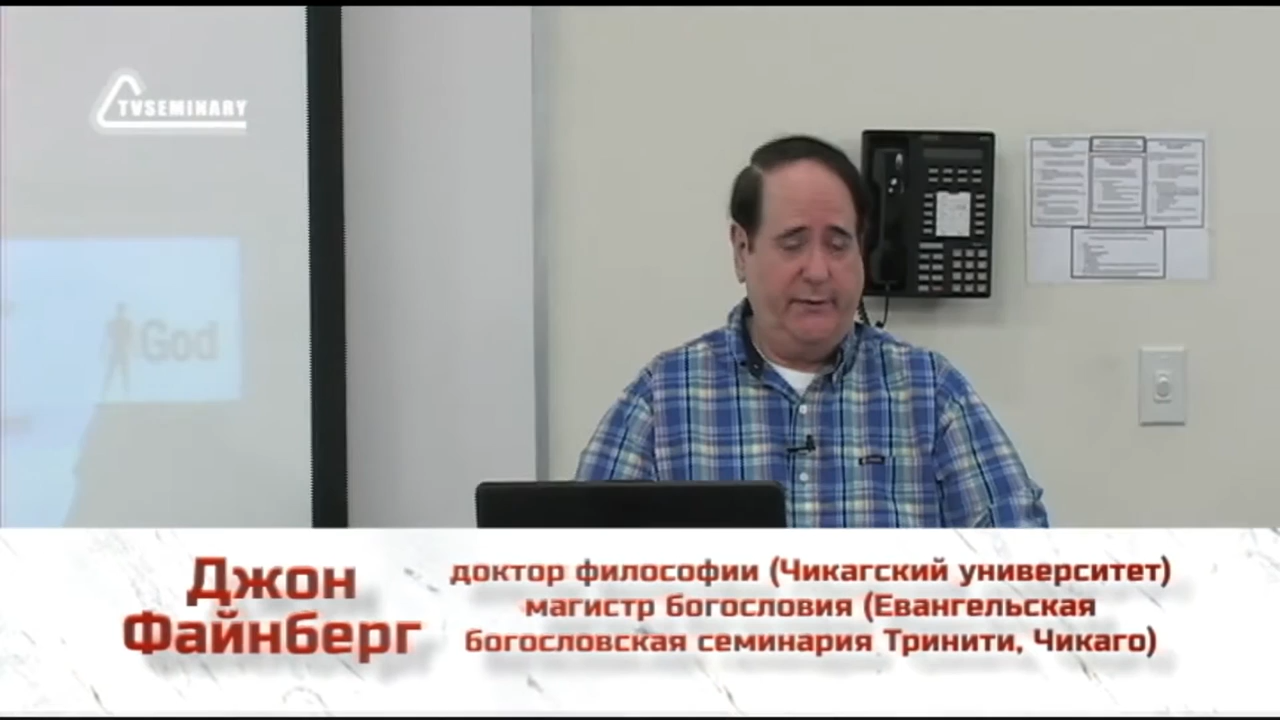 TVSEMINARY
God
Джон
Файнберг
доктор философии (Чикагский университет)
магистр богословия (Евангельская
богословская семинария Тринити, Чикаго)